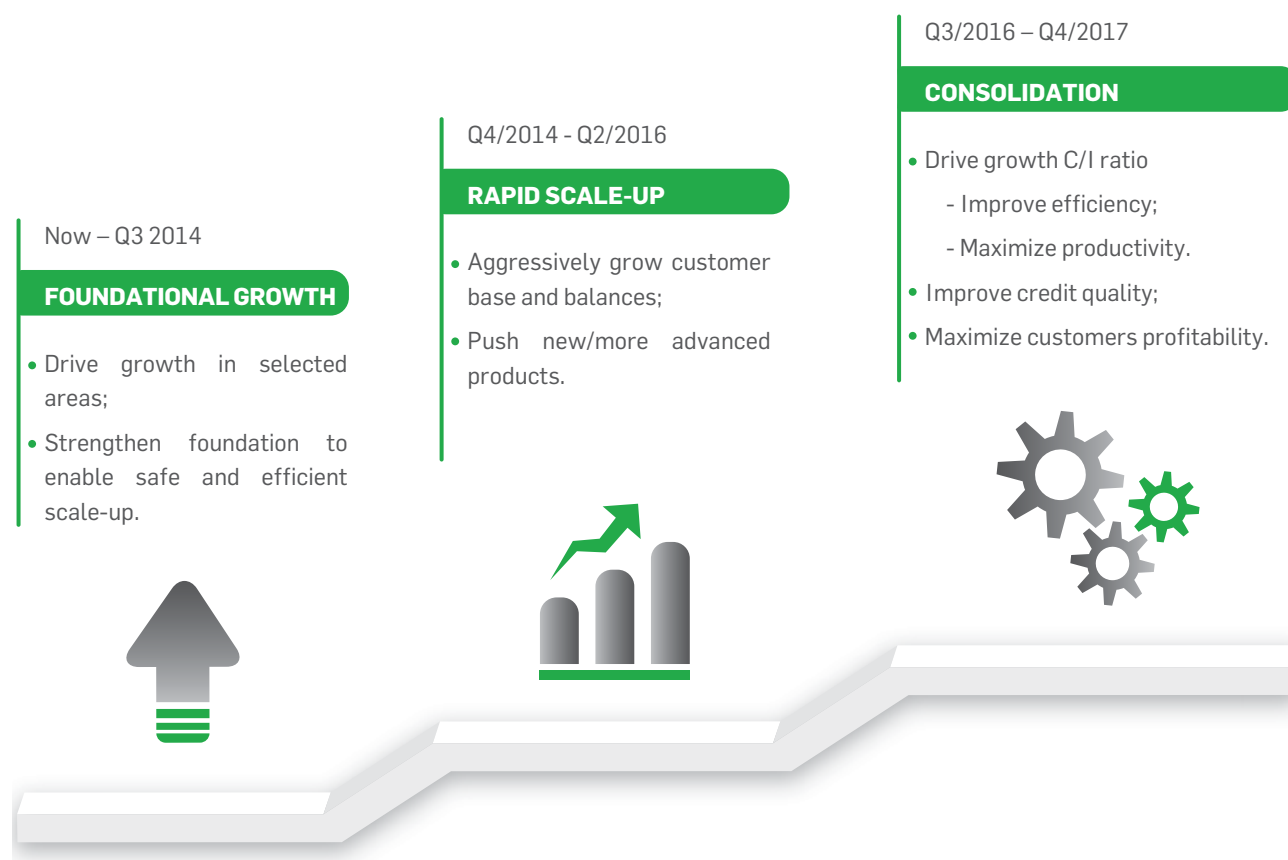 Now – Q3 2014
FOUNDATIONAL GROWTH
• Drive growth in selected
areas;
• Strengthen foundation to
enable safe and efficient
scale-up.
Q4/2014 - Q2/2016
RAPID SCALE-UP
• Aggressively grow customer
base and balances;
• Push new/more advanced
products.
Q3/2016 – Q4/2017
CONSOLIDATION
• Drive growth C/I ratio
- Improve efficiency;
- Maximize productivity.
• Improve credit quality;
• Maximize customers profitability.